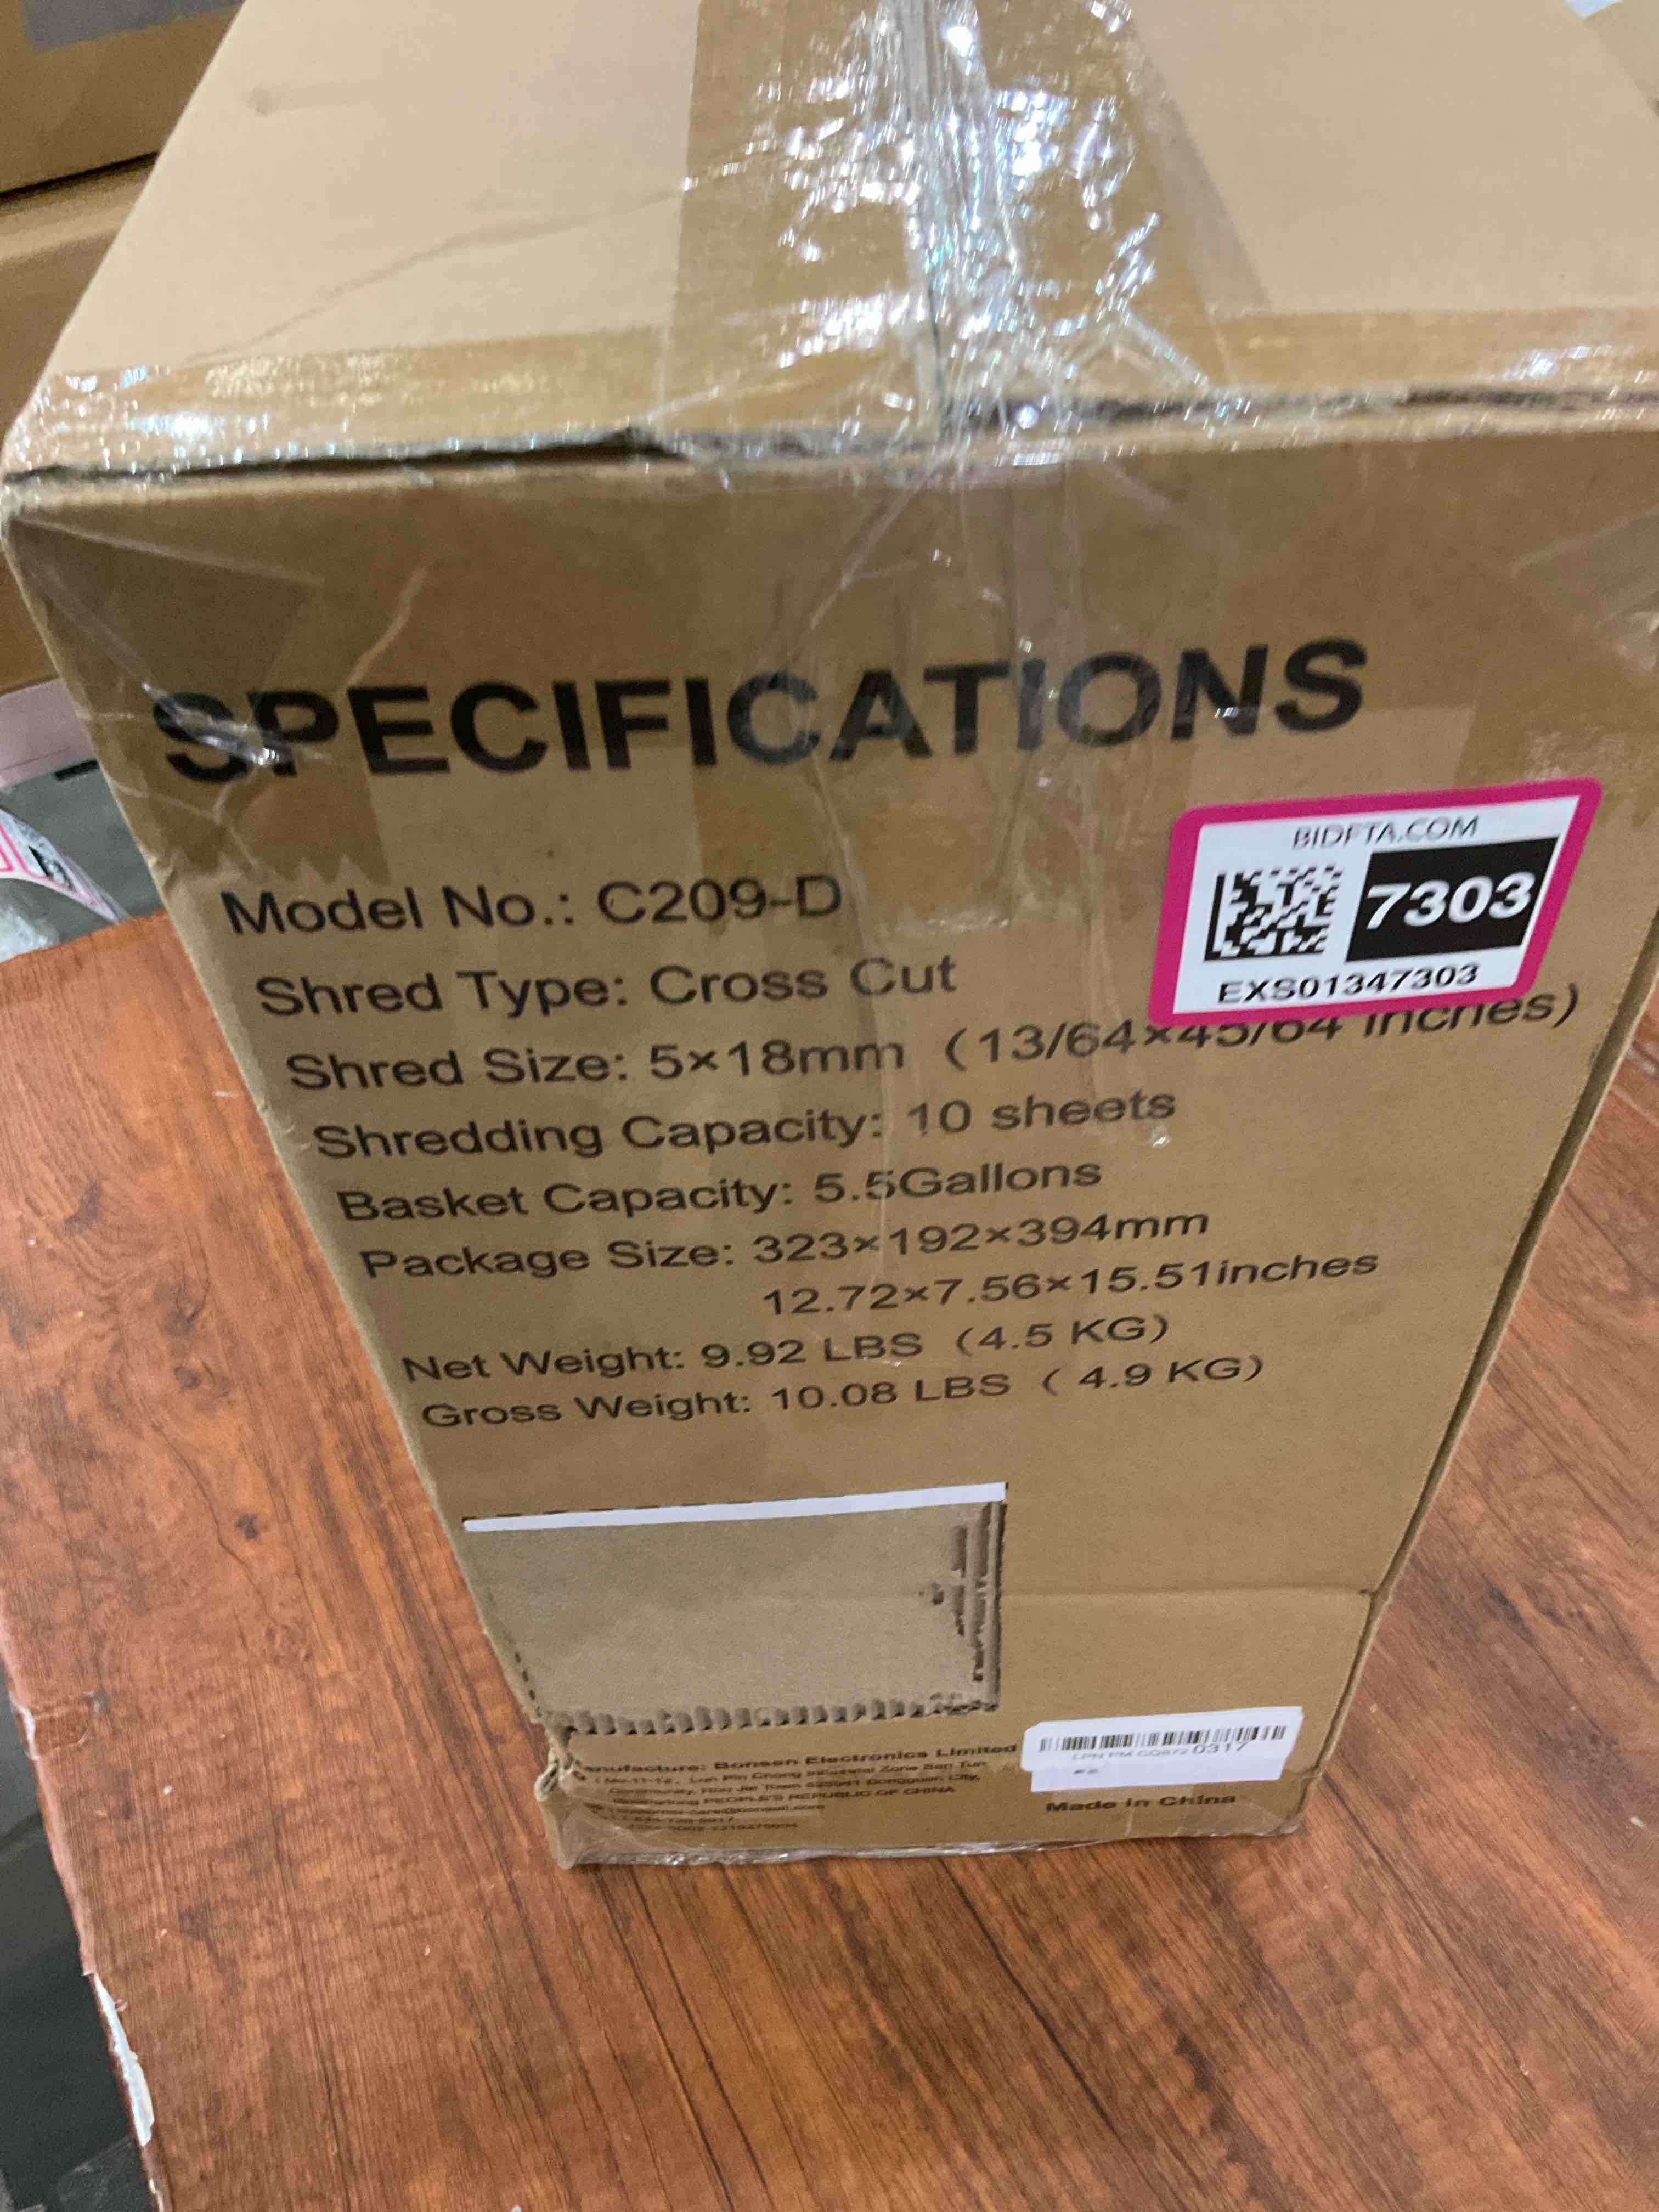 SPECIFICATIONS
BIDFTA.COM
7303
EXS01347303
Model No.: C209-D
Shred Type: Cross Cut
Shred Size: 5×18mm (13/64×45/64 inches)
Shredding Capacity: 10 sheets
Basket Capacity: 5.5Gallons
Package Size: 323×192×394mm
12.72×7.56×15.51inches
Net Weight: 9.92 LBS (4.5 KG)
Gross Weight: 10.08 LBS ( 4.9 KG)
Bonsen Electronics Limited
PEOPLE'S REPUBLIC OF CHINA
0317
Made in China